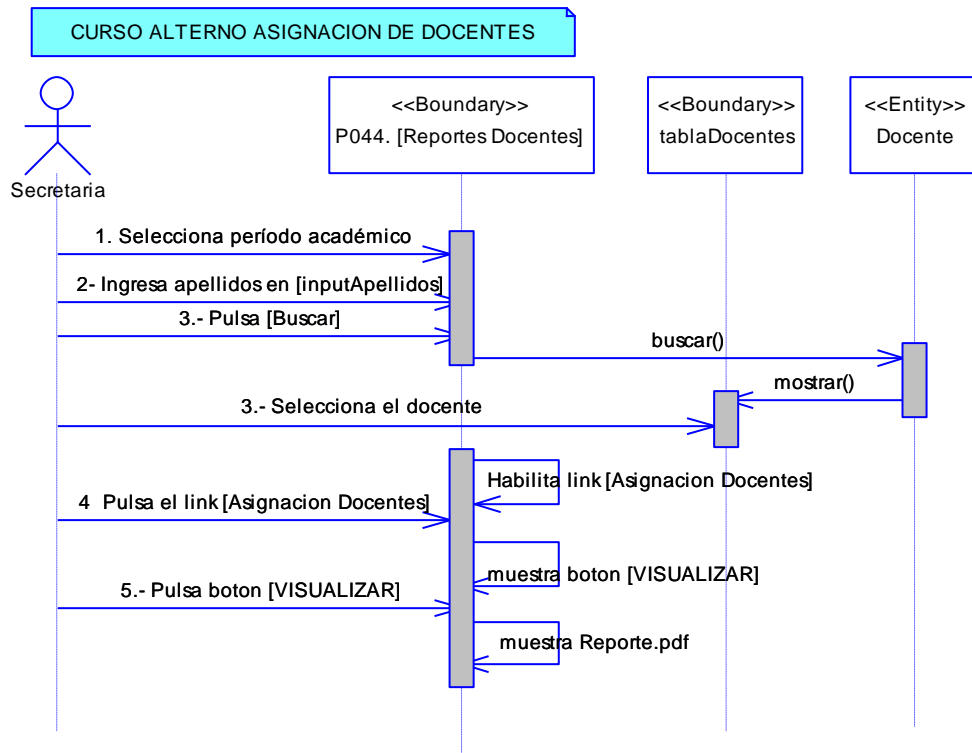 CURSO ALTERNO ASIGNACION DE DOCENTES
<<Boundary>>
P044. [Reportes Docentes]
<<Boundary>>
tablaDocentes
<<Entity>>
Docente
Secretaria
1. Selecciona período académico
2- Ingresa apellidos en [inputApellidos]
3.- Pulsa [Buscar]
buscar()
mostrar()
3.- Selecciona el docente
Habilita link [Asignacion Docentes]
4 Pulsa el link [Asignacion Docentes]
muestra boton [VISUALIZAR]
5.- Pulsa boton [VISUALIZAR]
muestra Reporte.pdf